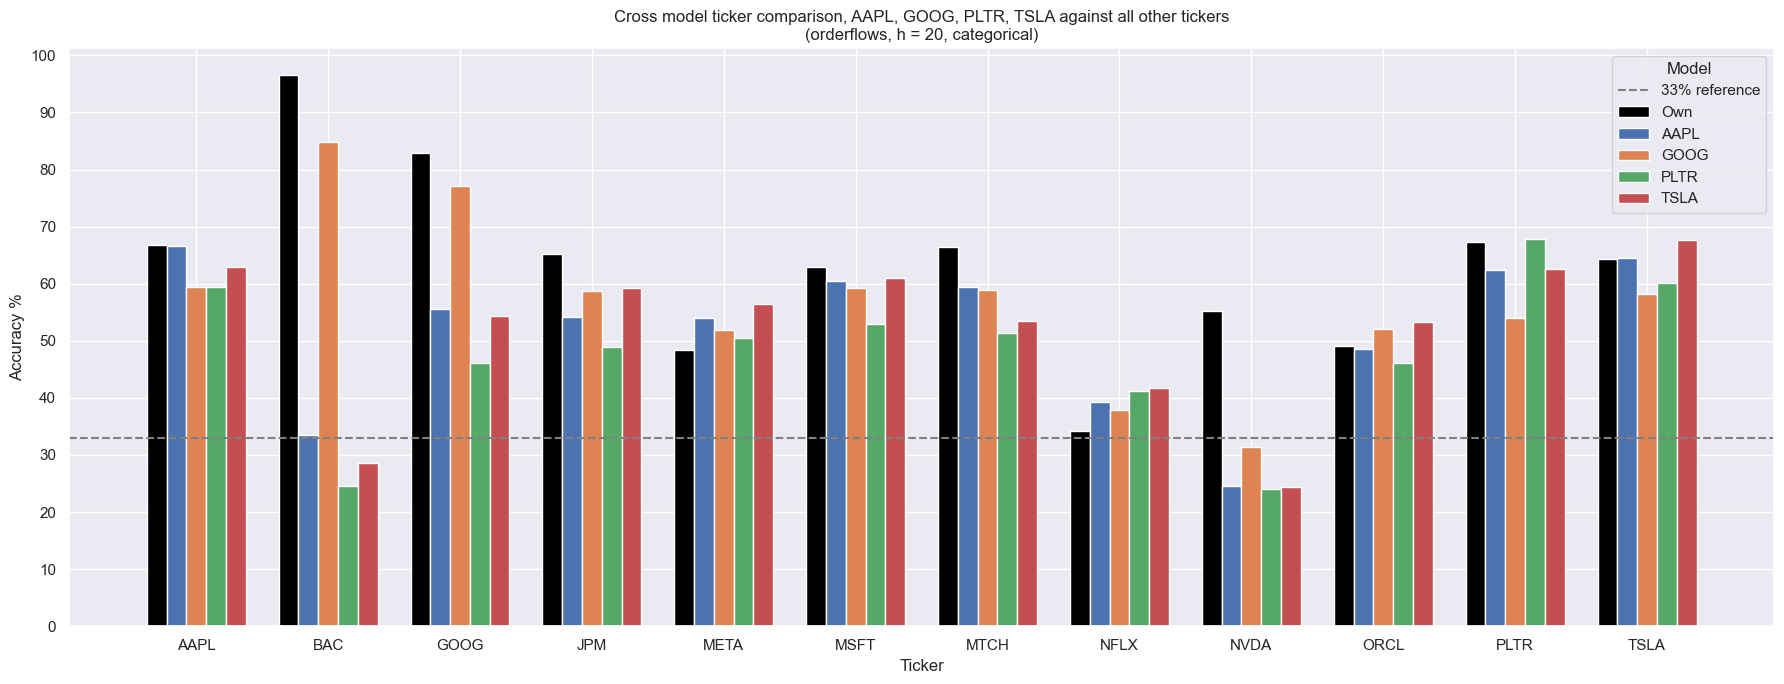 Cross model ticker comparison, AAPL, GOOG, PLTR, TSLA against all other tickers
(orderflows, h = 20, categorical)
Accuracy %
100
90
80
70
60
50
40
30
20
10
0
Model
33% reference
Own
AAPL
GOOG
PLTR
TSLA
AAPL BAC GOOG JPM META MSFT MTCH NFLX NVDA ORCL PLTR TSLA
Ticker